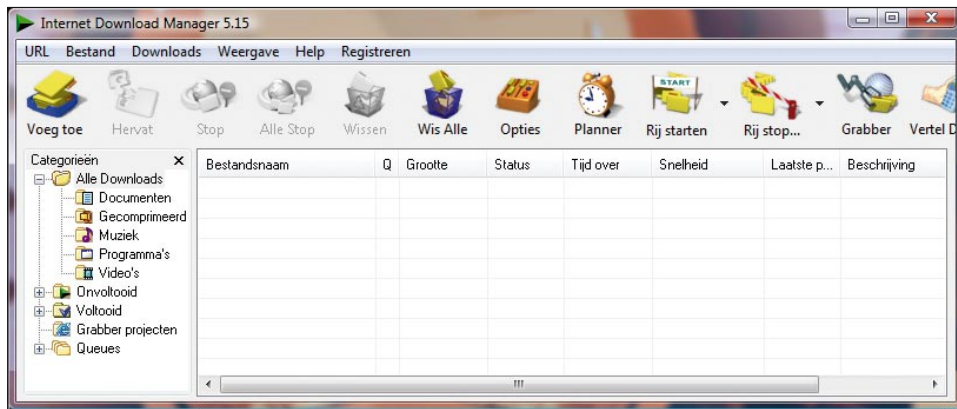 Internet Download Manager 5.15
URL Bestand Downloads Weergave Help Registreren
START
Voeg toe Hervat Stop Alle Stop Wissen Wis Alle Opties Planner Rij starten Rij stop... Grabber Vertel D
Categorieën Bestandsnaam Q Grootte Status Tijd over Snelheid Laatste p... Beschrijving
Alle Downloads
Documenten
Gecomprimeerd
Muziek
Programma's
Video's
Onvoltooid
Voltooid
Grabber projecten
Queues